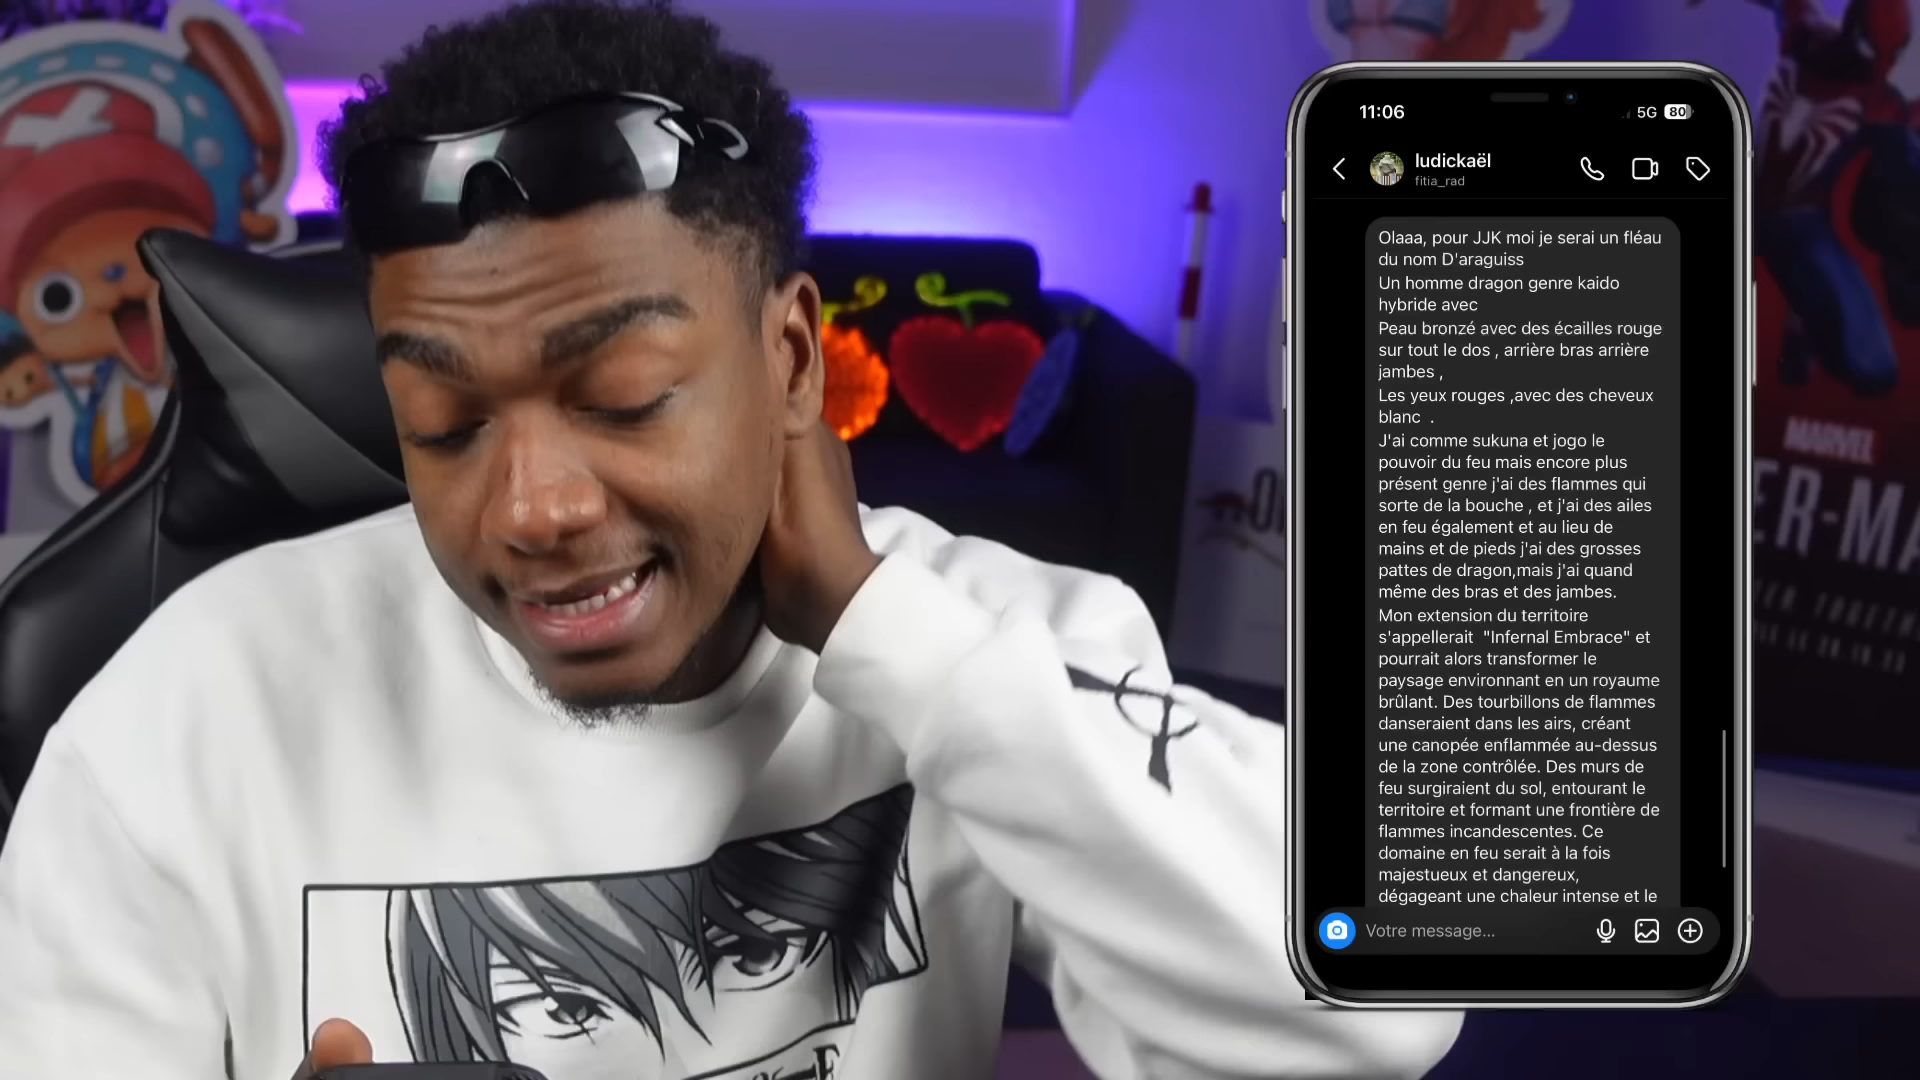 11:06
5G
80
ludickaël
fitia_rad
Olaaa, pour JJK moi je serai un fléau
du nom D'araguiss
Un homme dragon genre kaido
hybride avec
Peau bronzé avec des écailles rouge
sur tout le dos , arrière bras arrière
jambes ,
Les yeux rouges ,avec des cheveux
blanc .
J'ai comme sukuna et jogo le
pouvoir du feu mais encore plus
présent genre j'ai des flammes qui
sorte de la bouche , et j'ai des ailes
en feu également et au lieu de
mains et de pieds j'ai des grosses
pattes de dragon,mais j'ai quand
même des bras et des jambes.
Mon extension du territoire
s'appellerait "Infernal Embrace" et
pourrait alors transformer le
paysage environnant en un royaume
brûlant. Des tourbillons de flammes
danseraient dans les airs, créant
une canopée enflammée au-dessus
de la zone contrôlée. Des murs de
feu surgiraient du sol, entourant le
territoire et formant une frontière de
flammes incandescentes. Ce
domaine en feu serait à la fois
majestueux et dangereux,
dégageant une chaleur intense et le
Votre message...
MARVEL
ER-MA